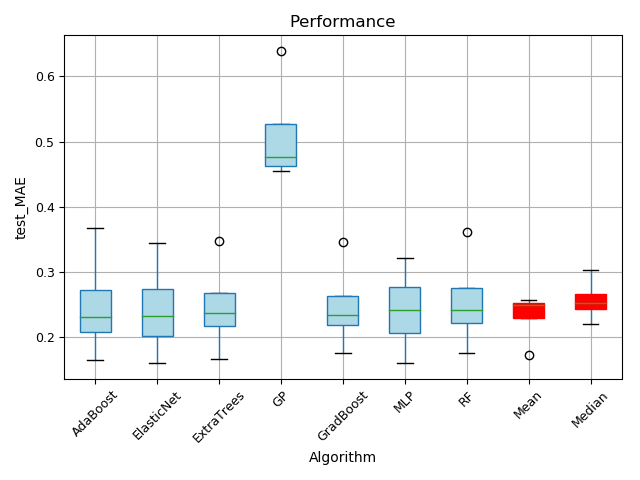 Performance
test_MAE
0.6
0.5
0.4
0.3
0.2
AdaBoost
ElasticNet
ExtraTrees
GP
GradBoost
MLP
RF
Mean
Median
Algorithm